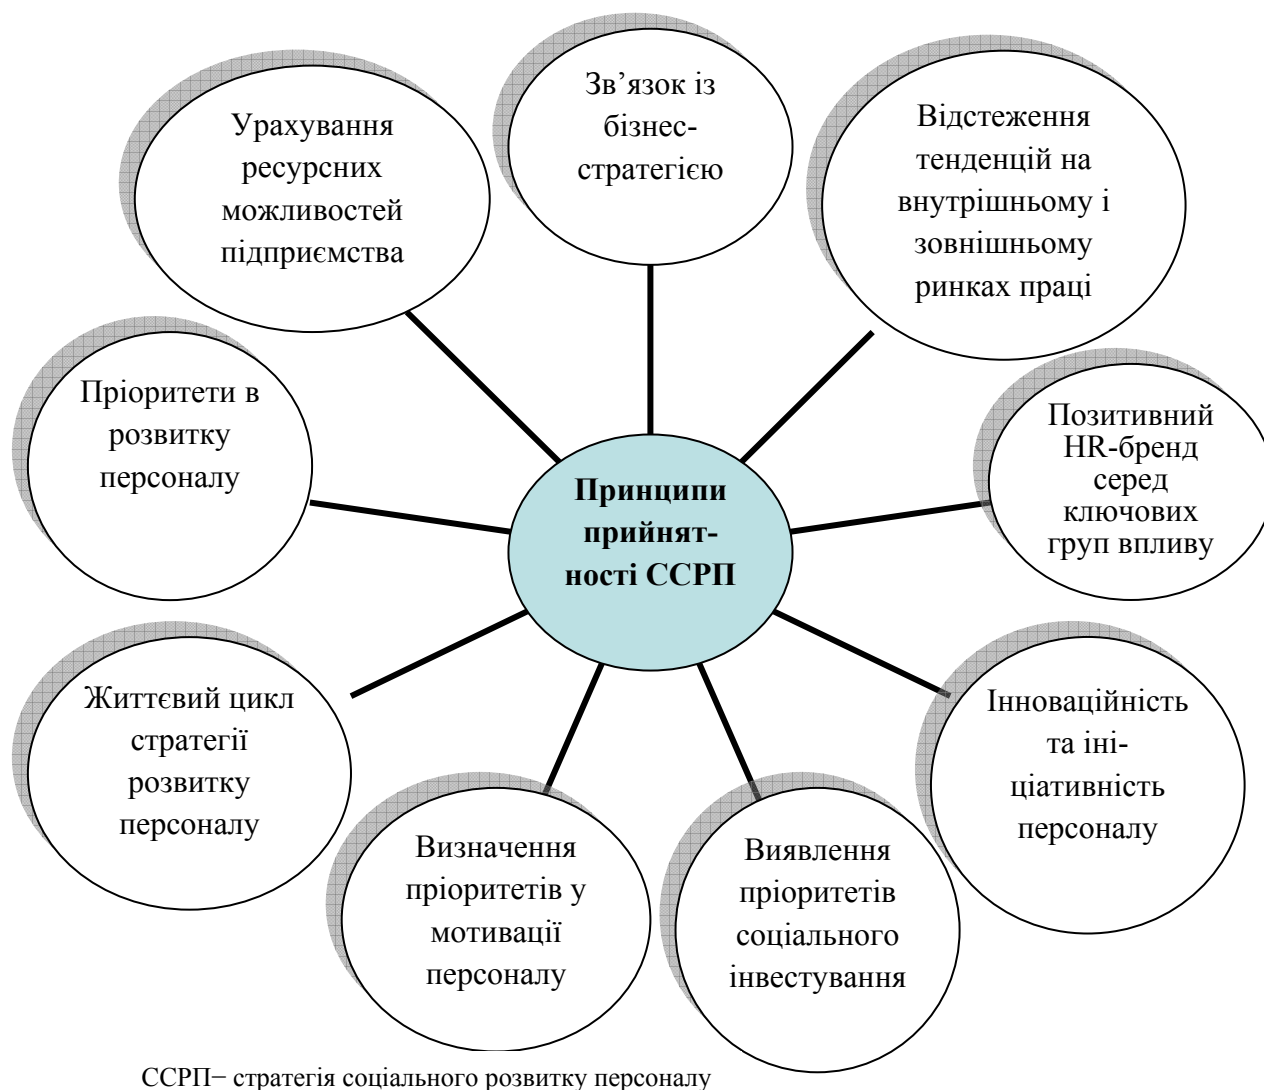 Зв’язок із
бізнес-
стратегією
Відстеження
тенденцій на
внутрішньому і
зовнішньому
ринках праці
Позитивний
HR-бренд
серед
ключових
груп впливу
Інноваційність
та іні-
ціативність
персоналу
Виявлення
пріоритетів
соціального
інвестування
Визначення
пріоритетів у
мотивації
персоналу
Життєвий цикл
стратегії
розвитку
персоналу
Пріоритети в
розвитку
персоналу
Урахування
ресурсних
можливостей
підприємства
Принципи
прийнят-
ності ССРП
ССРП– стратегія соціального розвитку персоналу